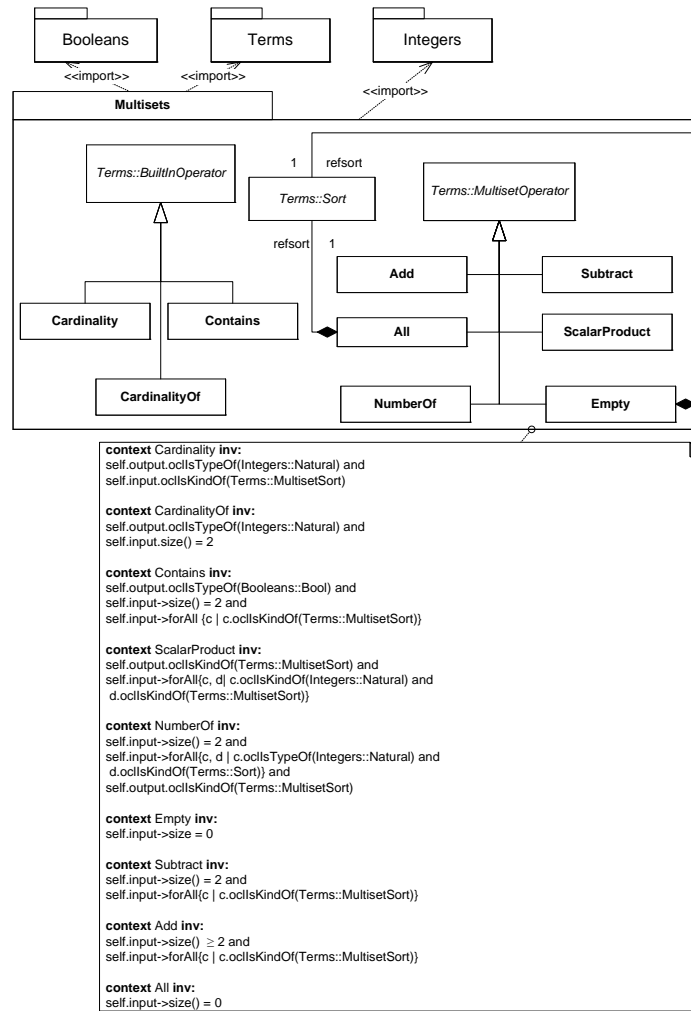 Booleans
Terms
Integers
<<import>>
<<import>>
<<import>>
Multisets
Terms::BuiltInOperator
1
refsort
Terms::Sort
Terms::MultisetOperator
refsort
1
Add
Subtract
Cardinality
Contains
All
ScalarProduct
CardinalityOf
NumberOf
Empty
context Cardinality inv:
self.output.oclIsTypeOf(Integers::Natural) and
self.input.oclIsKindOf(Terms::MultisetSort)
context CardinalityOf inv:
self.output.oclIsTypeOf(Integers::Natural) and
self.input.size() = 2
context Contains inv:
self.output.oclIsTypeOf(Booleans::Bool) and
self.input->size() = 2 and
self.input->forAll {c | c.oclIsKindOf(Terms::MultisetSort)}
context ScalarProduct inv:
self.output.oclIsKindOf(Terms::MultisetSort) and
self.input->forAll{c, d| c.oclIsKindOf(Integers::Natural) and
d.oclIsKindOf(Terms::MultisetSort)}
context NumberOf inv:
self.input->size() = 2 and
self.input->forAll{c, d | c.oclIsTypeOf(Integers::Natural) and
d.oclIsKindOf(Terms::Sort)} and
self.output.oclIsKindOf(Terms::MultisetSort)
context Empty inv:
self.input->size = 0
context Subtract inv:
self.input->size() = 2 and
self.input->forAll{c | c.oclIsKindOf(Terms::MultisetSort)}
context Add inv:
self.input->size() ≥ 2 and
self.input->forAll{c | c.oclIsKindOf(Terms::MultisetSort)}
context All inv:
self.input->size() = 0